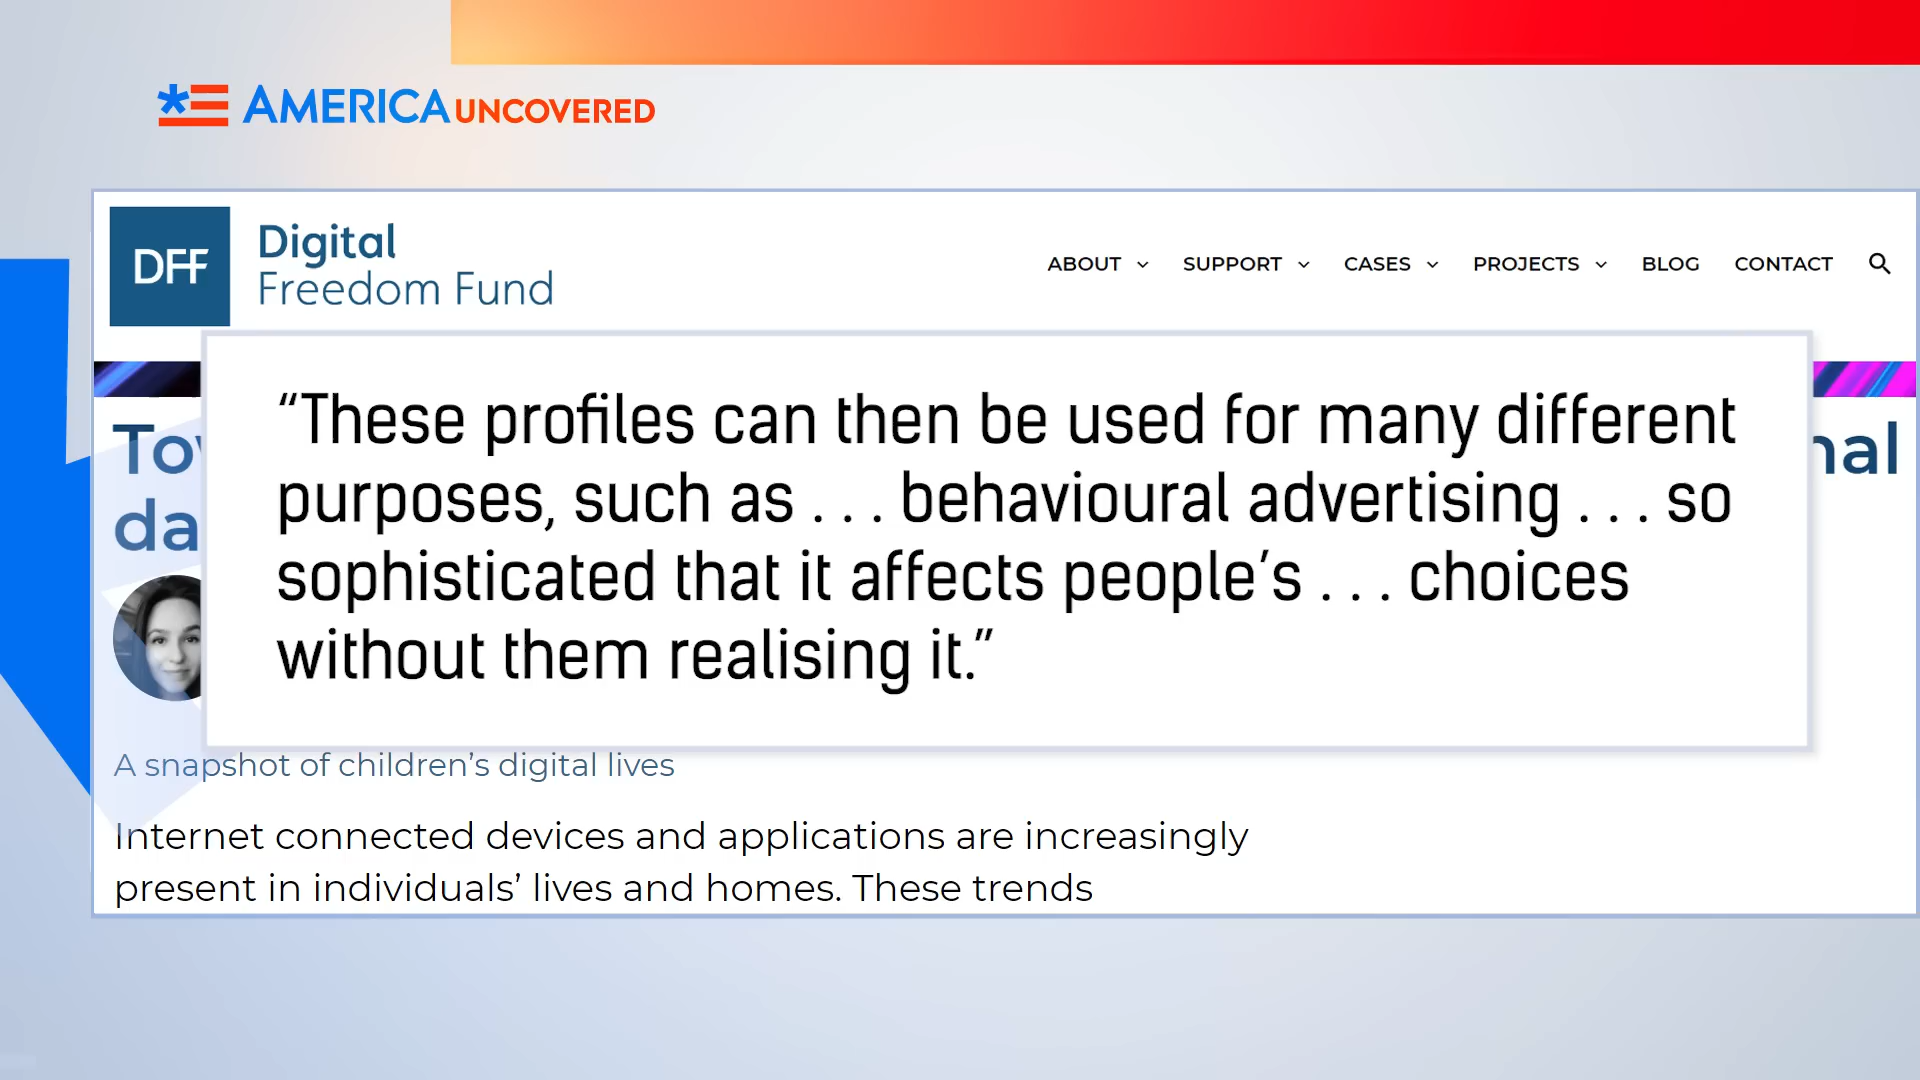 AMERICA UNCOVERED
DFF
Digital
Freedom Fund
ABOUT SUPPORT CASES PROJECTS BLOG CONTACT
“These profiles can then be used for many different
purposes, such as . . . behavioural advertising . . . so
sophisticated that it affects people’s . . . choices
without them realising it.”
A snapshot of children’s digital lives
Internet connected devices and applications are increasingly
present in individuals’ lives and homes. These trends